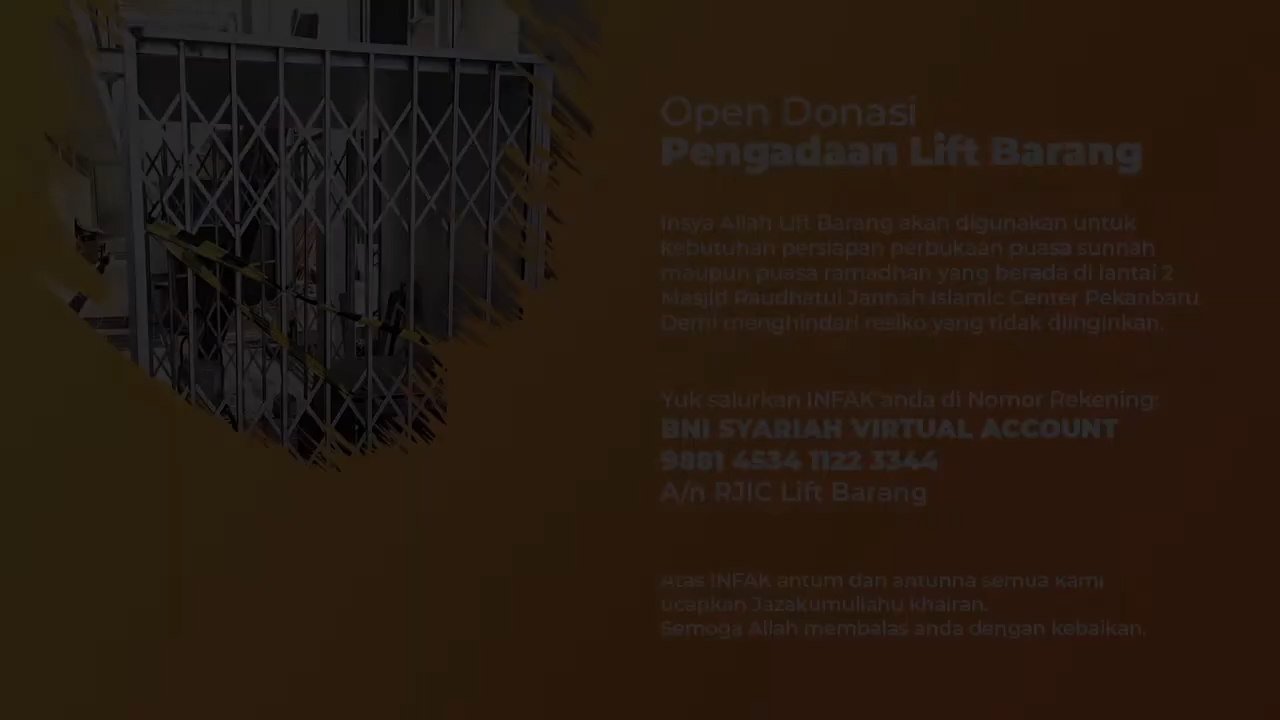 Open Donasi
Pengadaan Lift Barang
Insya Allah Lift Barang akan digunakan untuk
kebutuhan persiapan perbukaan puasa sunnah
maupun puasa ramadhan yang berada di lantai 2
Masjid Raudhatul Jannah Islamic Center Pekanbaru
Demi menghindari resiko yang tidak diinginkan.
Yuk salurkan INFAK anda di Nomor Rekening:
BNI SYARIAH VIRTUAL ACCOUNT
9881 4534 1122 3344
A/n RJIC Lift Barang
Atas INFAK antum dan antunna semua kami
ucapkan Jazakumullahu khairan.
Semoga Allah membalas anda dengan kebaikan.